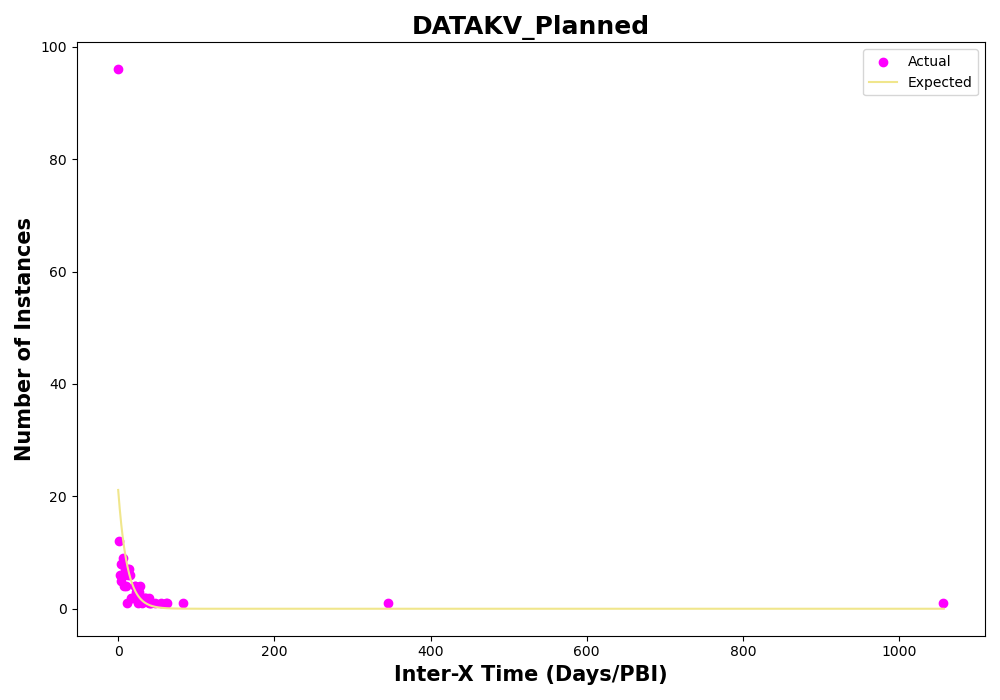 DATAKV_Planned
Actual
Expected
Number of Instances
100
80
60
40
20
0
0
200
400
600
800
1000
Inter-X Time (Days/PBI)